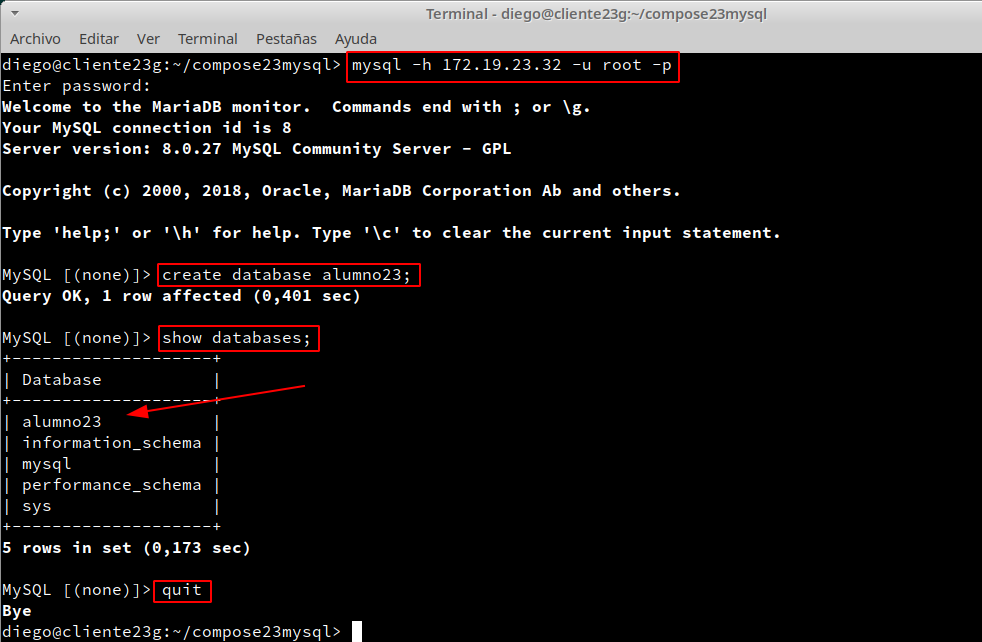 Terminal - diego@cliente23g:~/compose23mysql
Archivo Editar Ver Terminal Pestañas Ayuda
diego@cliente23g:~/compose23mysql> mysql -h 172.19.23.32 -u root -p
Enter password:
Welcome to the MariaDB monitor.  Commands end with ; or \g.
Your MySQL connection id is 8
Server version: 8.0.27 MySQL Community Server - GPL
Copyright (c) 2000, 2018, Oracle, MariaDB Corporation Ab and others.
Type 'help;' or '\h' for help. Type '\c' to clear the current input statement.
MySQL [(none)]> create database alumno23;
Query OK, 1 row affected (0,401 sec)
MySQL [(none)]> show databases;
+--------------------+
| Database           |
+--------------------+
| alumno23           |
| information_schema |
| mysql              |
| performance_schema |
| sys                |
+--------------------+
5 rows in set (0,173 sec)
MySQL [(none)]> quit
Bye
diego@cliente23g:~/compose23mysql>